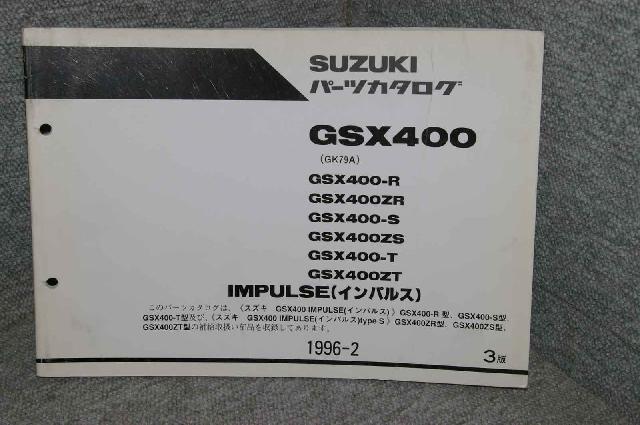 SUZUKI
パーツカタログ
GSX400
(GK79A)
GSX400-R
GSX400ZR
GSX400-S
GSX400ZS
GSX400-T
GSX400ZT
IMPULSE(インパルス)
このパーツカタログは、《スズキ GSX400 IMPULSE(インパルス)》GSX400-R型、GSX400-S型、
GSX400-T型及び、《スズキ GSX400 IMPULSE(インパルス)type S》GSX400ZR型、GSX400ZS型、
GSX400ZT型の補給取扱い部品を収録してあります。
1996-2
3版